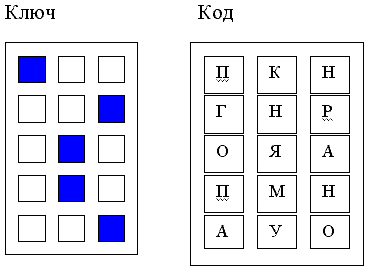 Ключ Код
П К Н
Г Н Р
О Я А
П М Н
А У О